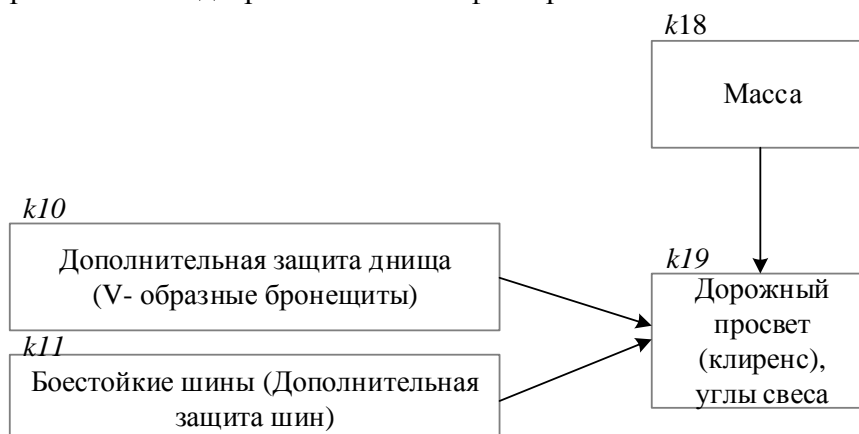 k18
Масса
k10
Дополнительная защита днища
(V- образные бронещиты)
k11
Боестойкие шины (Дополнительная
защита шин)
k19
Дорожный
просвет
(клиренс),
углы свеса